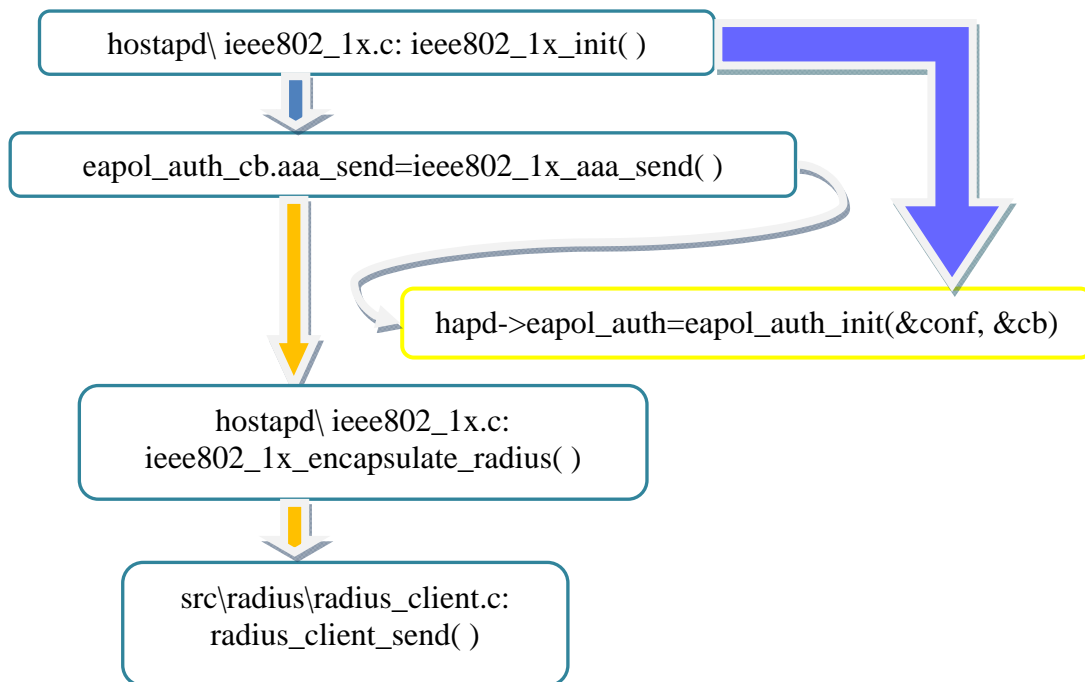 hostapd\ ieee802_1x.c: ieee802_1x_init( )
eapol_auth_cb.aaa_send=ieee802_1x_aaa_send( )
hapd->eapol_auth=eapol_auth_init(&conf, &cb)
hostapd\ ieee802_1x.c:
ieee802_1x_encapsulate_radius( )
src\radius\radius_client.c:
radius_client_send( )